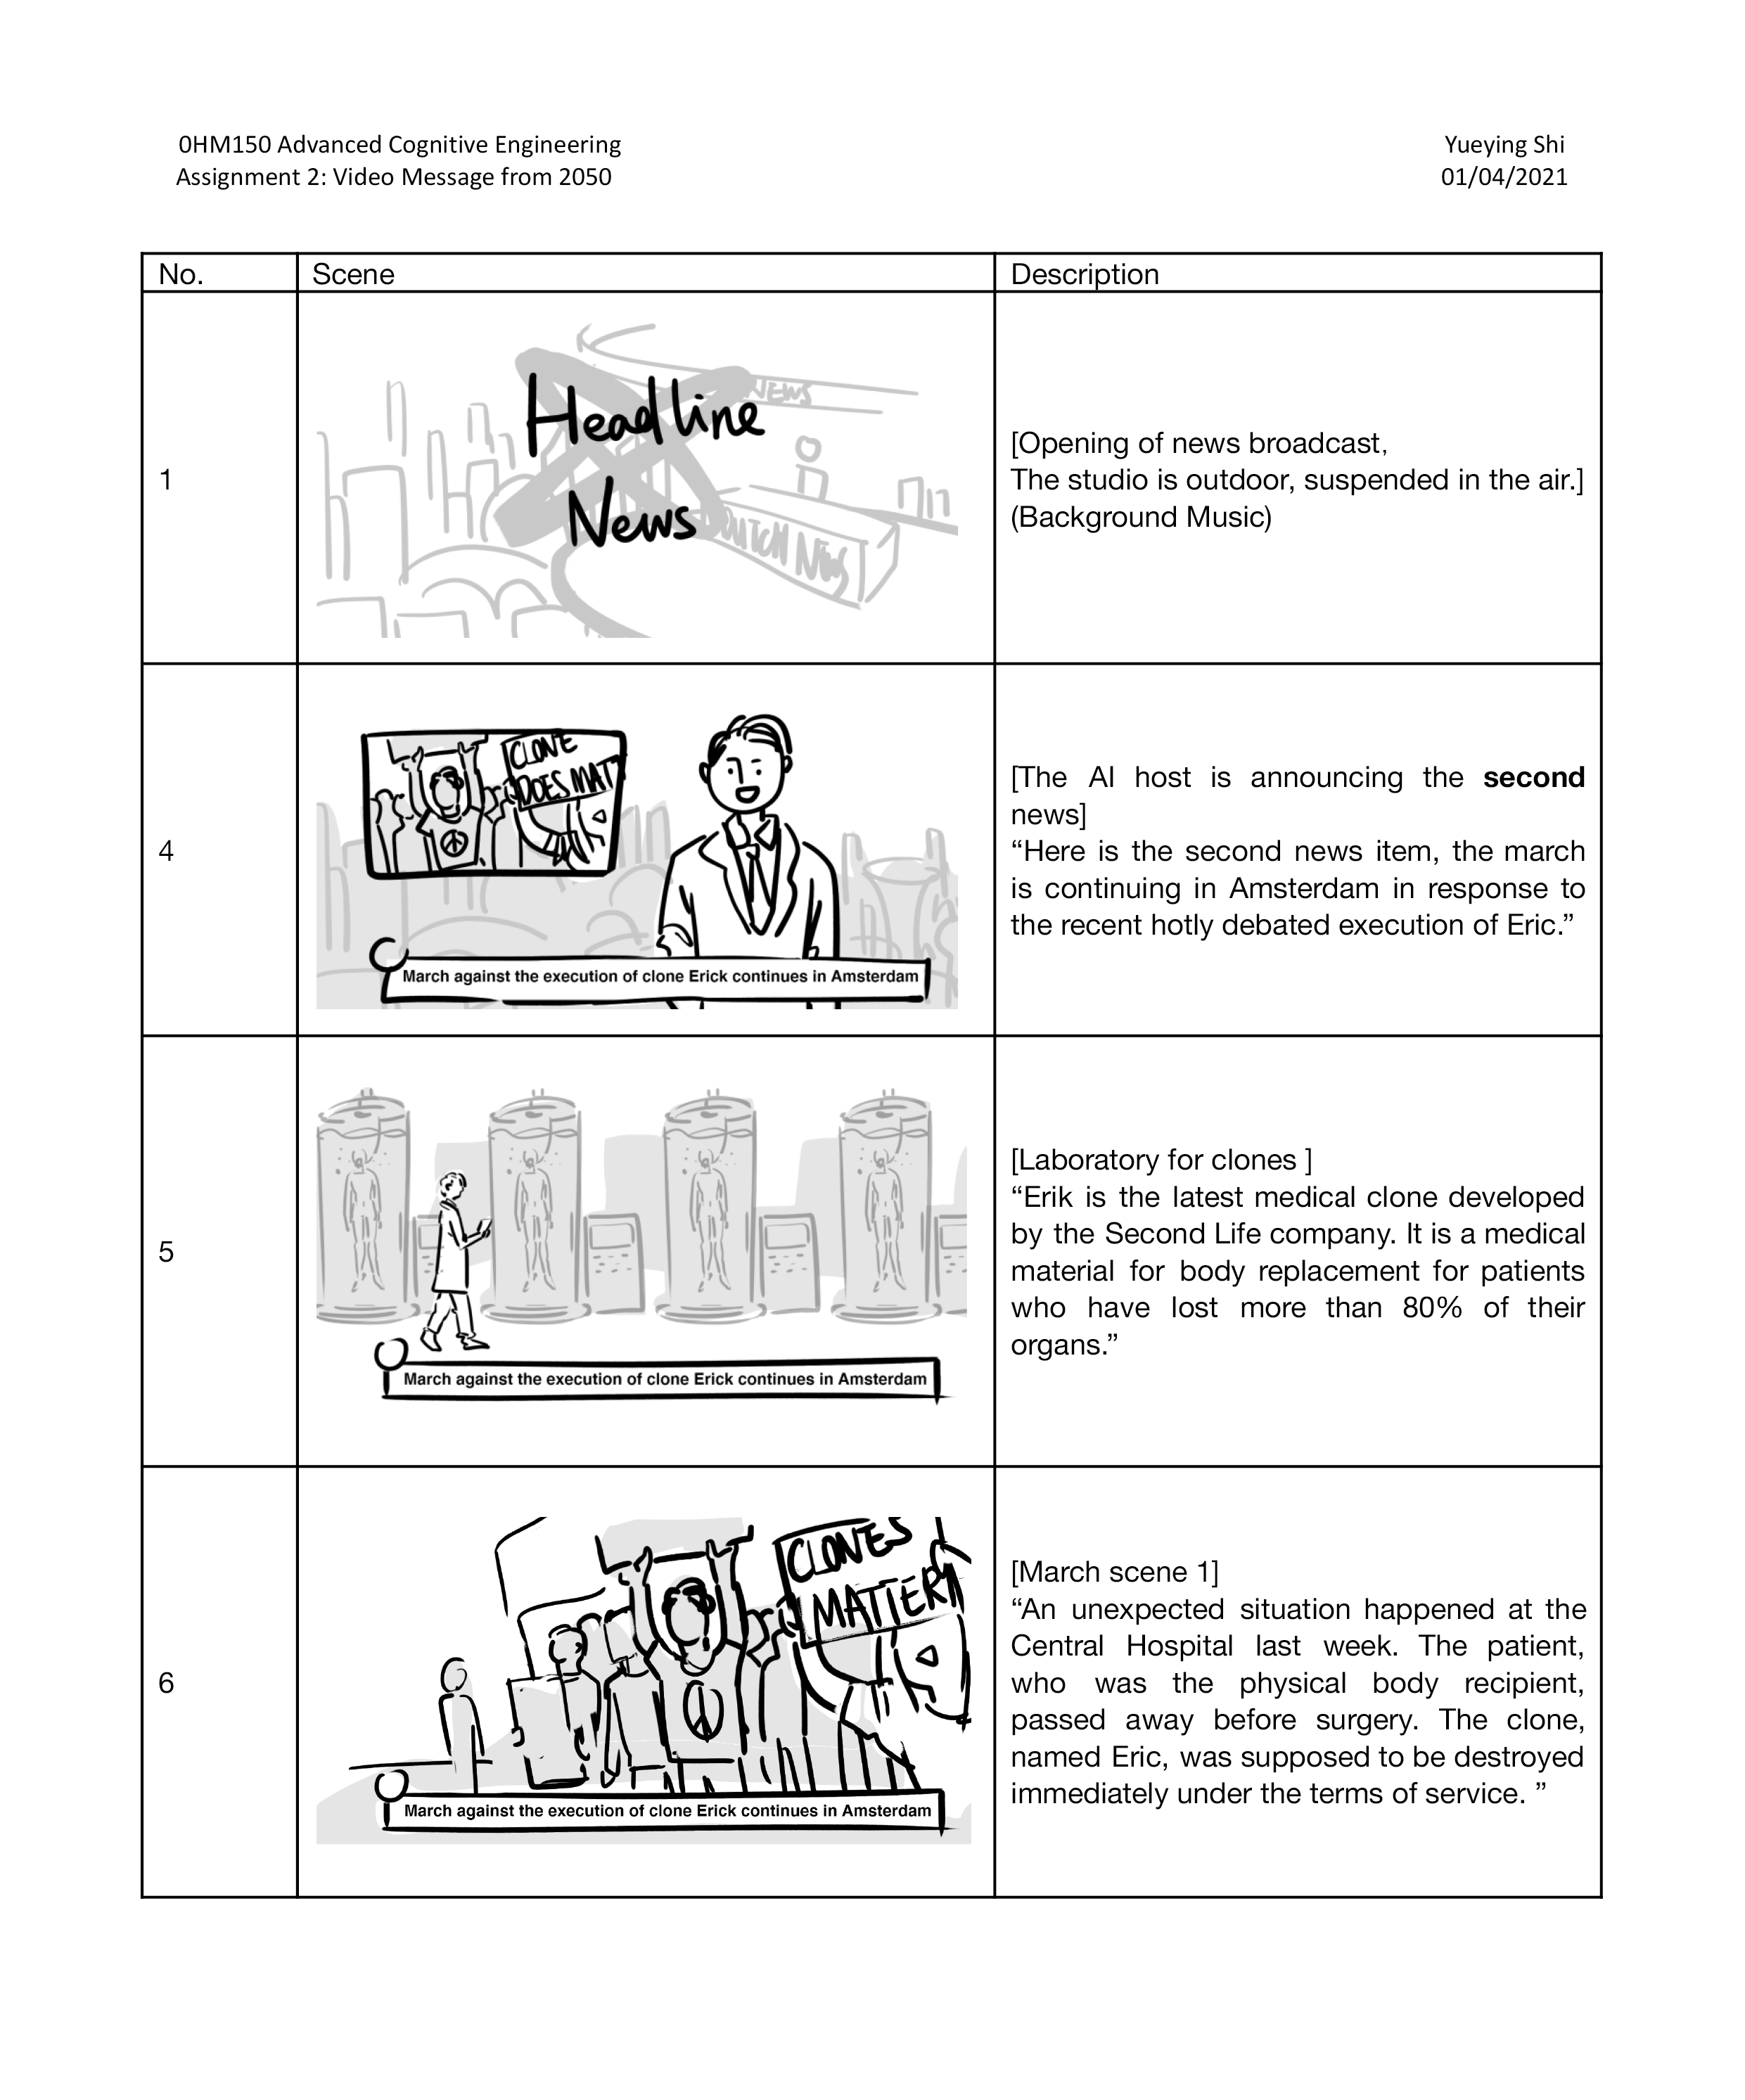 0HM150 Advanced Cognitive Engineering
Yueying Shi
Assignment 2: Video Message from 2050
01/04/2021
No.
Scene
Description
1
NEWS
Headline
News
DUTCH NEWS
[Opening of news broadcast,
The studio is outdoor, suspended in the air.]
(Background Music)
4
CLONE
DOES MAT
March against the execution of clone Erick continues in Amsterdam
[The AI host is announcing the second
news]
“Here is the second news item, the march
is continuing in Amsterdam in response to
the recent hotly debated execution of Eric.”
5
March against the execution of clone Erick continues in Amsterdam
[Laboratory for clones ]
“Erik is the latest medical clone developed
by the Second Life company. It is a medical
material for body replacement for patients
who have lost more than 80% of their
organs.”
6
CLONES
MATTER
March against the execution of clone Erick continues in Amsterdam
[March scene 1]
“An unexpected situation happened at the
Central Hospital last week. The patient,
who was the physical body recipient,
passed away before surgery. The clone,
named Eric, was supposed to be destroyed
immediately under the terms of service. ”